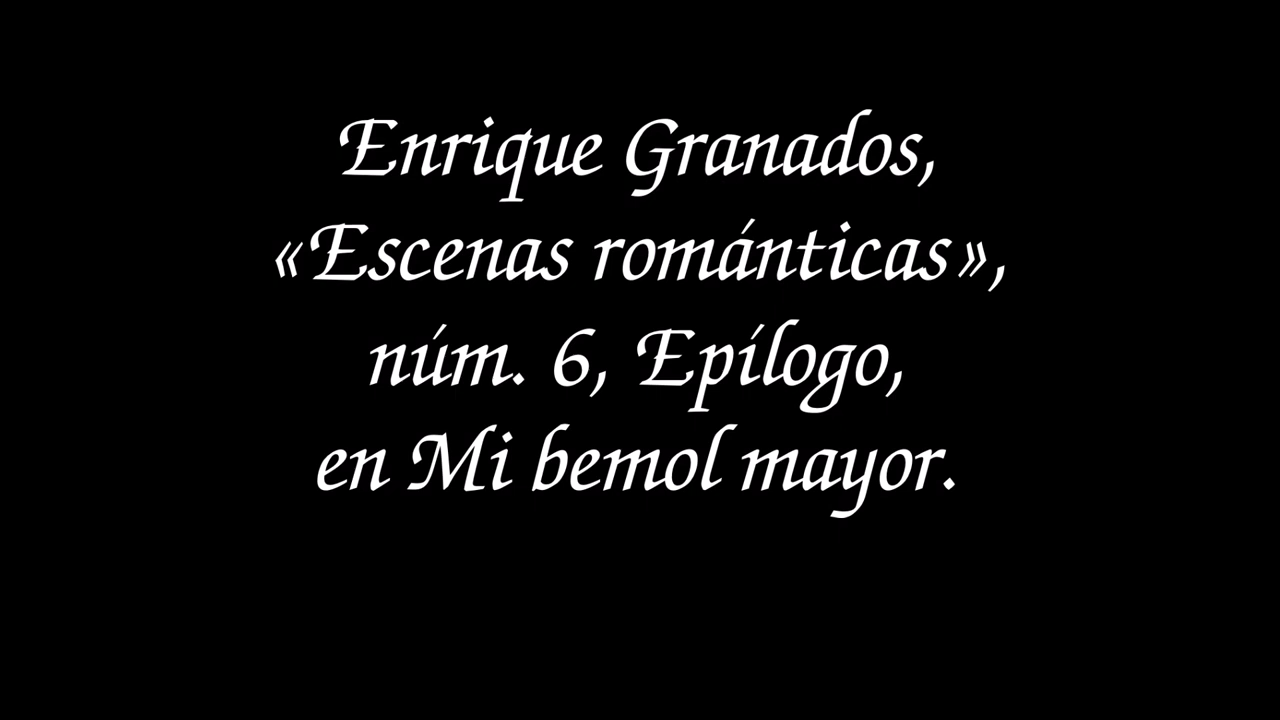 Enrique Granados,
«Escenas románticas»,
núm. 6, Epílogo,
en Mi bemol mayor.